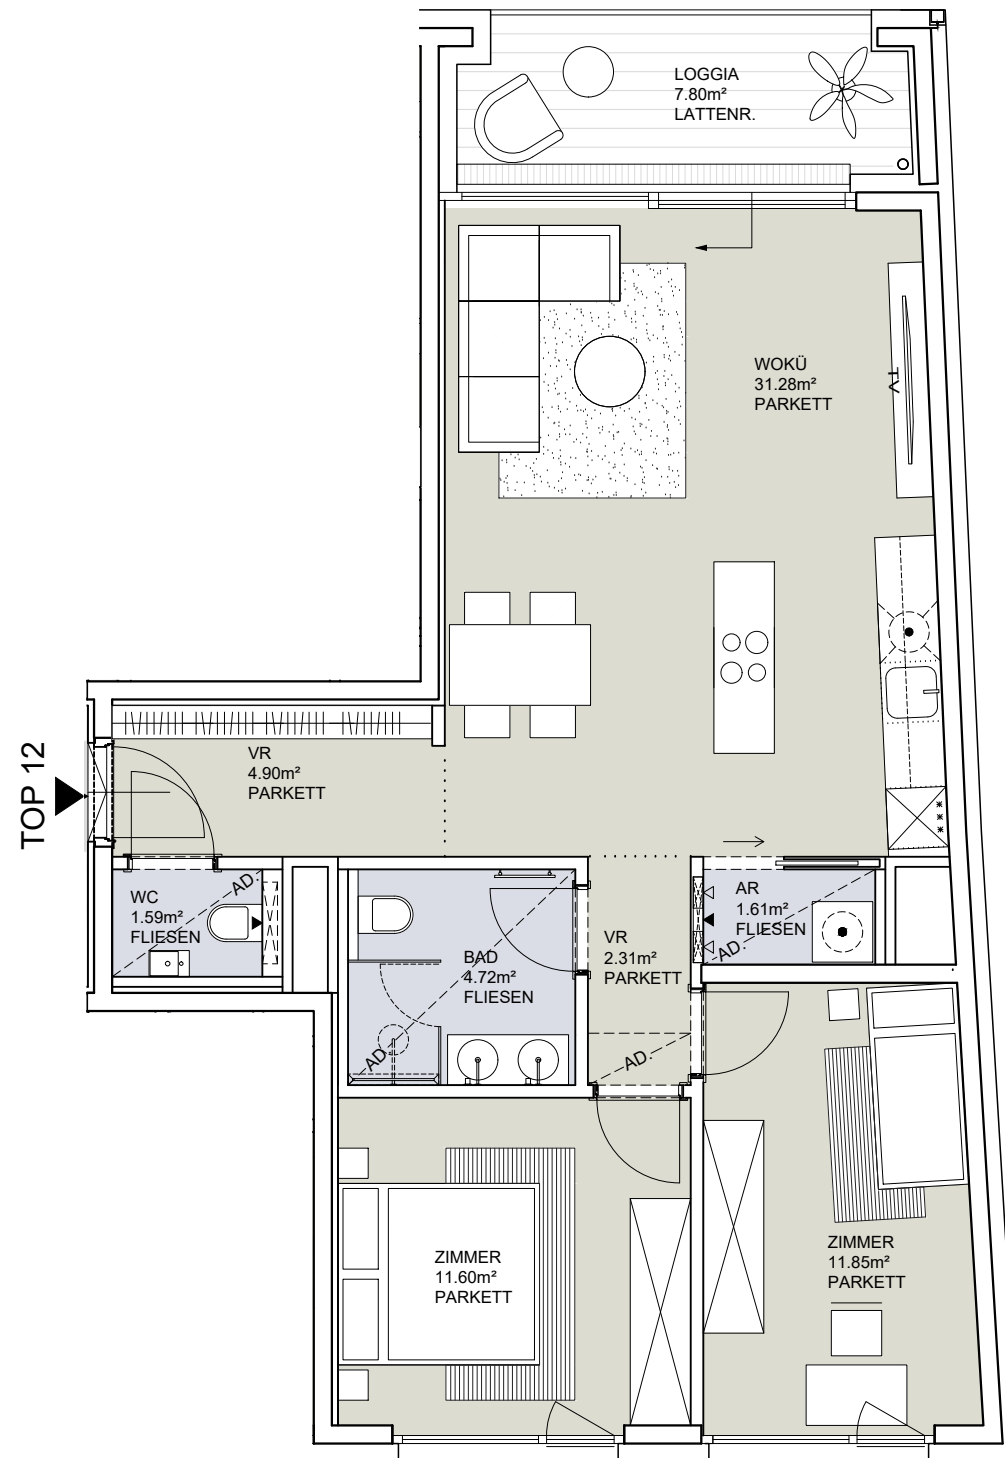 LOGGIA
7.80m²
LATTENR.
WOKÜ
31.28m²
PARKETT
TV
TOP 12
VR
4.90m²
PARKETT
WC
1.59m²
FLIESEN
AD.
BAD
4.72m²
FLIESEN
AD.
VR
2.31m²
PARKETT
AD.
AR
1.61m²
FLIESEN
AD.
ZIMMER
11.60m²
PARKETT
ZIMMER
11.85m²
PARKETT